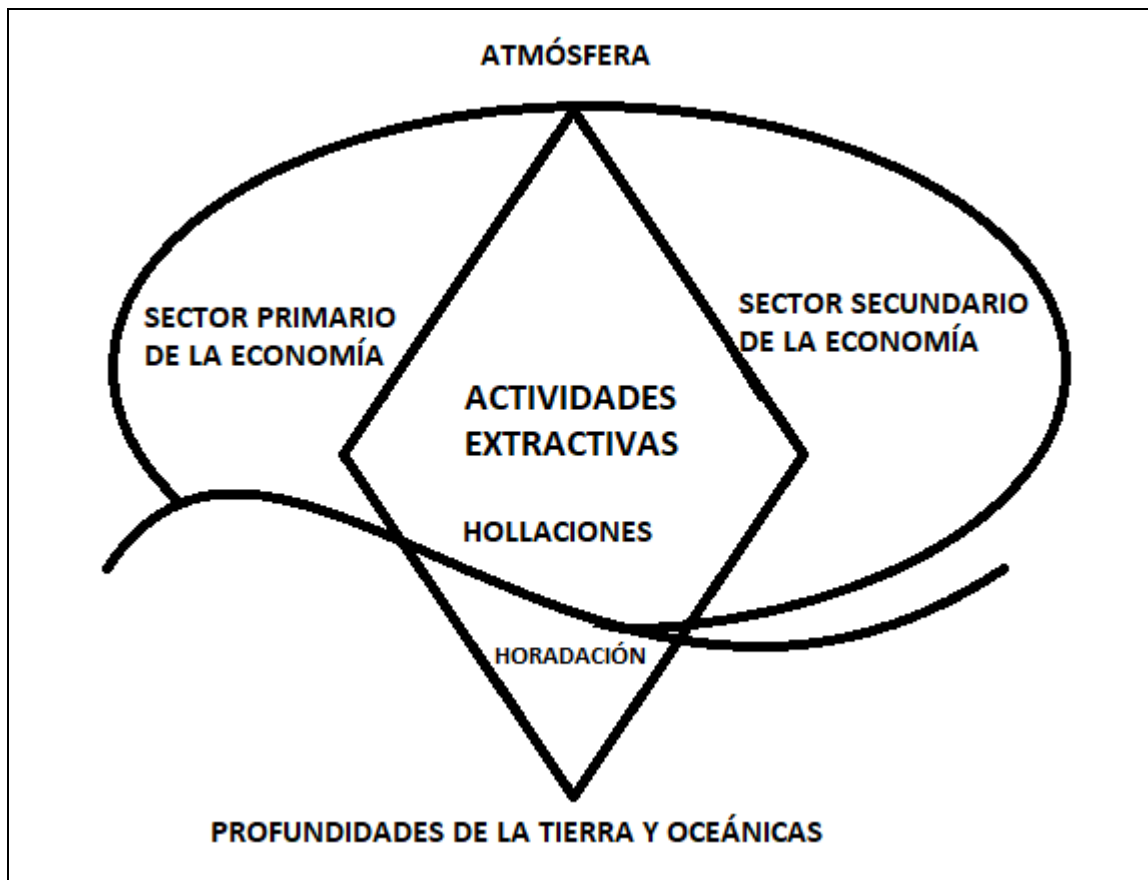 ATMÓSFERA
SECTOR PRIMARIO
DE LA ECONOMÍA
SECTOR SECUNDARIO
DE LA ECONOMÍA
ACTIVIDADES
EXTRACTIVAS
HOLLACIONES
HORADACIÓN
PROFUNDIDADES DE LA TIERRA Y OCEÁNICAS